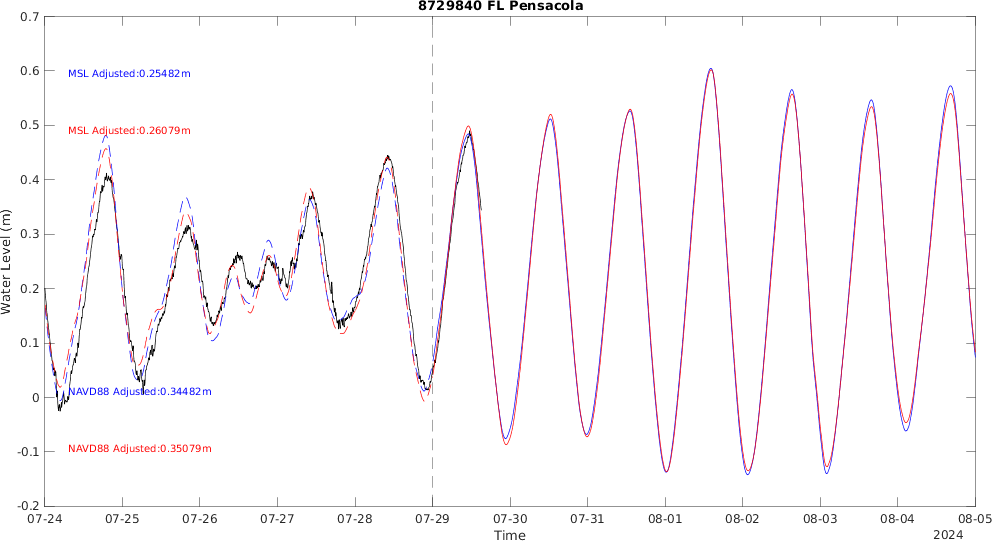 8729840 FL Pensacola
0.7
0.6
0.5
0.4
0.3
0.2
0.1
0
-0.1
-0.2
Water Level (m)
MSL Adjusted:0.25482m
MSL Adjusted:0.26079m
NAVD88 Adjusted:0.34482m
NAVD88 Adjusted:0.35079m
07-24 07-25 07-26 07-27 07-28 07-29 07-30 07-31 08-01 08-02 08-03 08-04 08-05
Time
2024